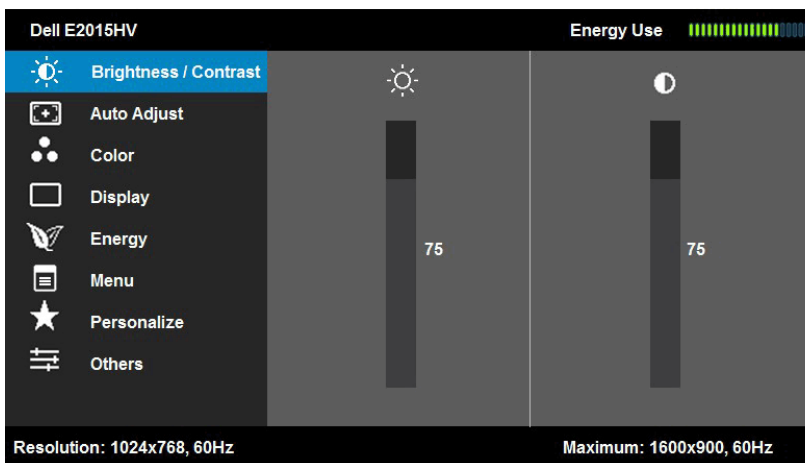 Dell E2015HV
Energy Use
Brightness / Contrast
Auto Adjust
Color
Display
Energy
Menu
Personalize
Others
75
75
Resolution: 1024x768, 60Hz
Maximum: 1600x900, 60Hz